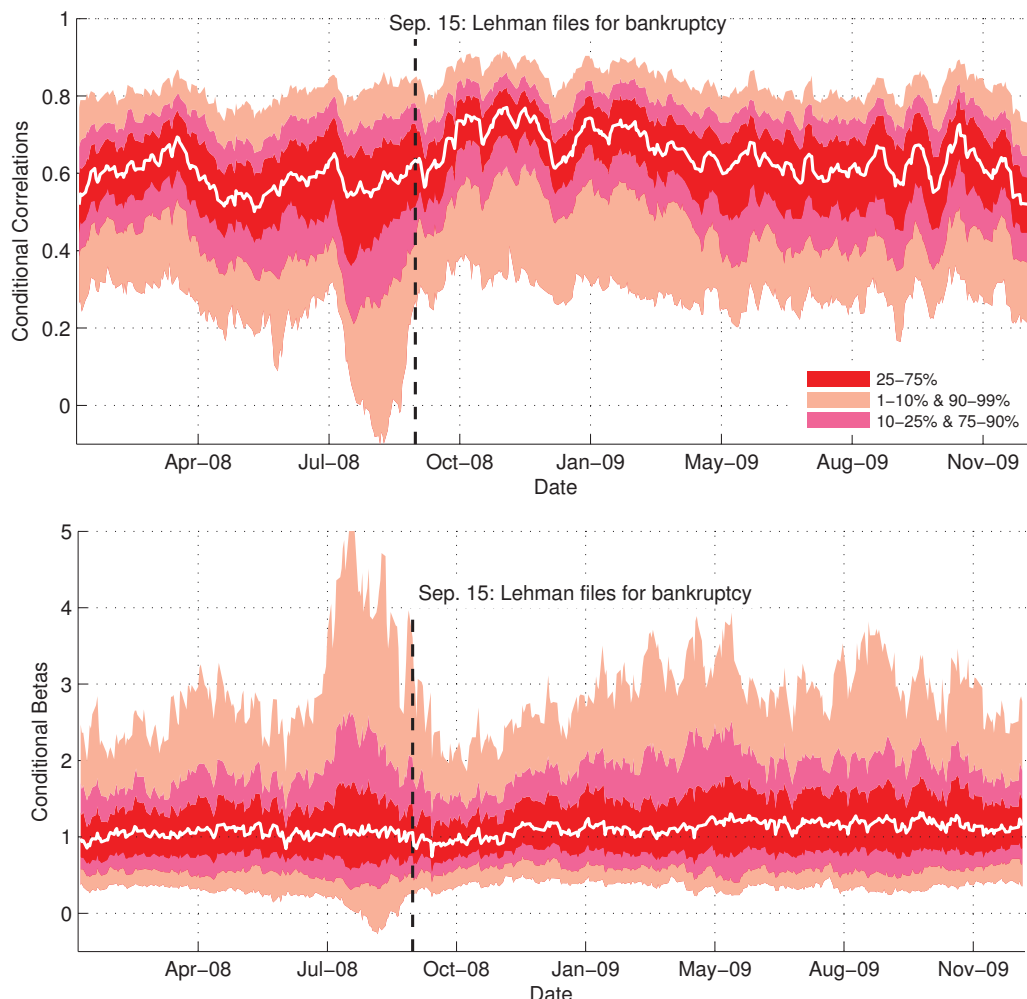 Sep. 15: Lehman files for bankruptcy
1
0.8
0.6
0.4
0.2
0
Conditional Correlations
25−75%
1−10% & 90−99%
10−25% & 75−90%
Apr−08 Jul−08 Oct−08 Jan−09 May−09 Aug−09 Nov−09
Date
5
4
3
2
1
0
Conditional Betas
Sep. 15: Lehman files for bankruptcy
Apr−08 Jul−08 Oct−08 Jan−09 May−09 Aug−09 Nov−09
Date